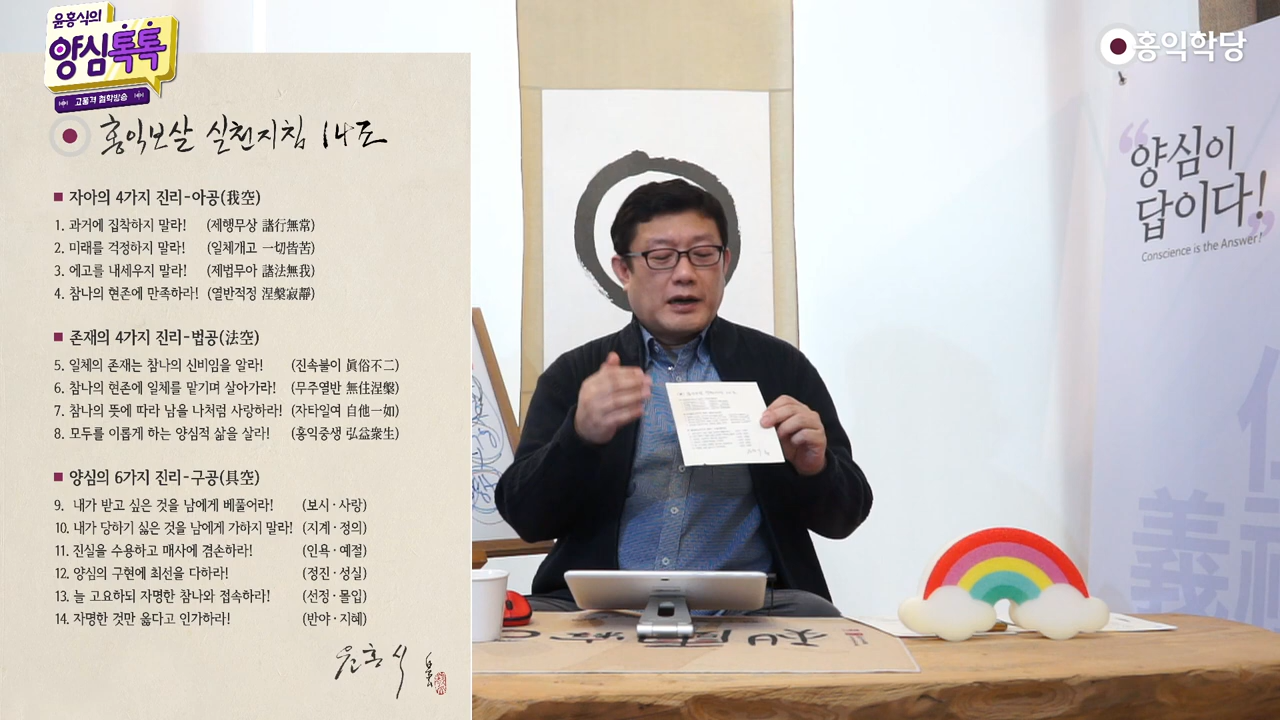 윤홍식의
양심톡톡
고품격 철학방송
홍익학당
홍익보살 실천지침 14조
■ 자아의 4가지 진리-아공(我空)
1. 과거에 집착하지 말라! (제행무상 諸行無常)
2. 미래를 걱정하지 말라! (일체개고 一切皆苦)
3. 에고를 내세우지 말라! (제법무아 諸法無我)
4. 참나의 현존에 만족하라! (열반적정 涅槃寂靜)
■ 존재의 4가지 진리-법공(法空)
5. 일체의 존재는 참나의 신비임을 알라! (진속불이 眞俗不二)
6. 참나의 현존에 일체를 맡기며 살아가라! (무주열반 無住涅槃)
7. 참나의 뜻에 따라 남을 나처럼 사랑하라! (자타일여 自他一如)
8. 모두를 이롭게 하는 양심적 삶을 살라! (홍익중생 弘益衆生)
■ 양심의 6가지 진리-구공(具空)
9. 내가 받고 싶은 것을 남에게 베풀어라! (보시·사랑)
10. 내가 당하기 싫은 것을 남에게 가하지 말라! (지계·정의)
11. 진실을 수용하고 매사에 겸손하라! (인욕·예절)
12. 양심의 구현에 최선을 다하라! (정진·성실)
13. 늘 고요하되 자명한 참나와 접속하라! (선정·몰입)
14. 자명한 것만 옳다고 인가하라! (반야·지혜)
윤홍식
“양심이
답이다!”
Conscience is the Answer!
義